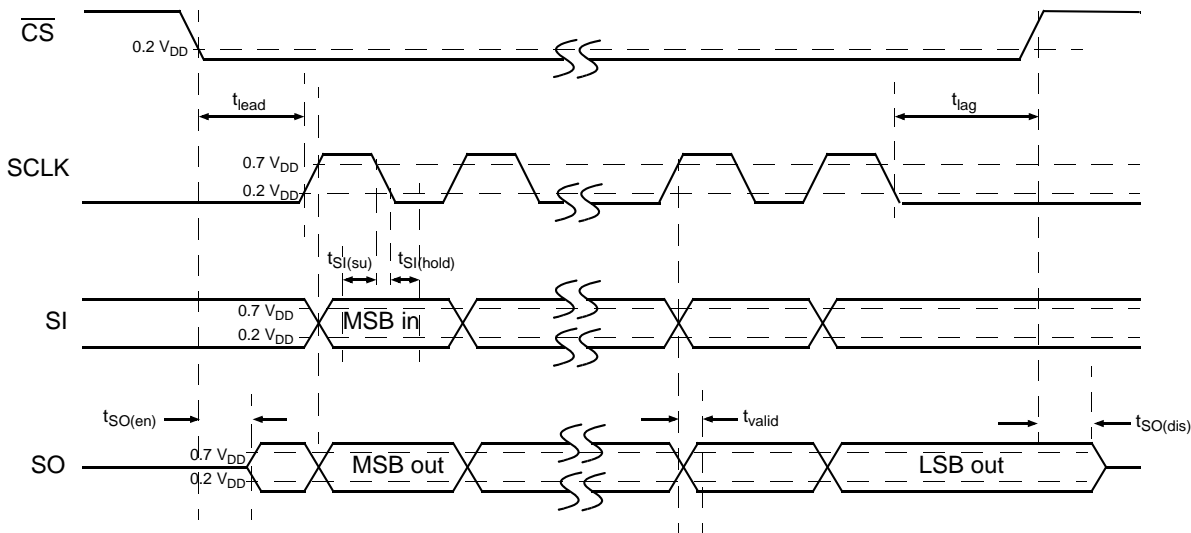 CS
0.2 VDD
tlead
tlag
SCLK
0.7 VDD
0.2 VDD
tSI(su)
tSI(hold)
SI
0.7 VDD
MSB in
0.2 VDD
tSO(en)
tvalid
tSO(dis)
SO
0.7 VDD
MSB out
LSB out
0.2 VDD